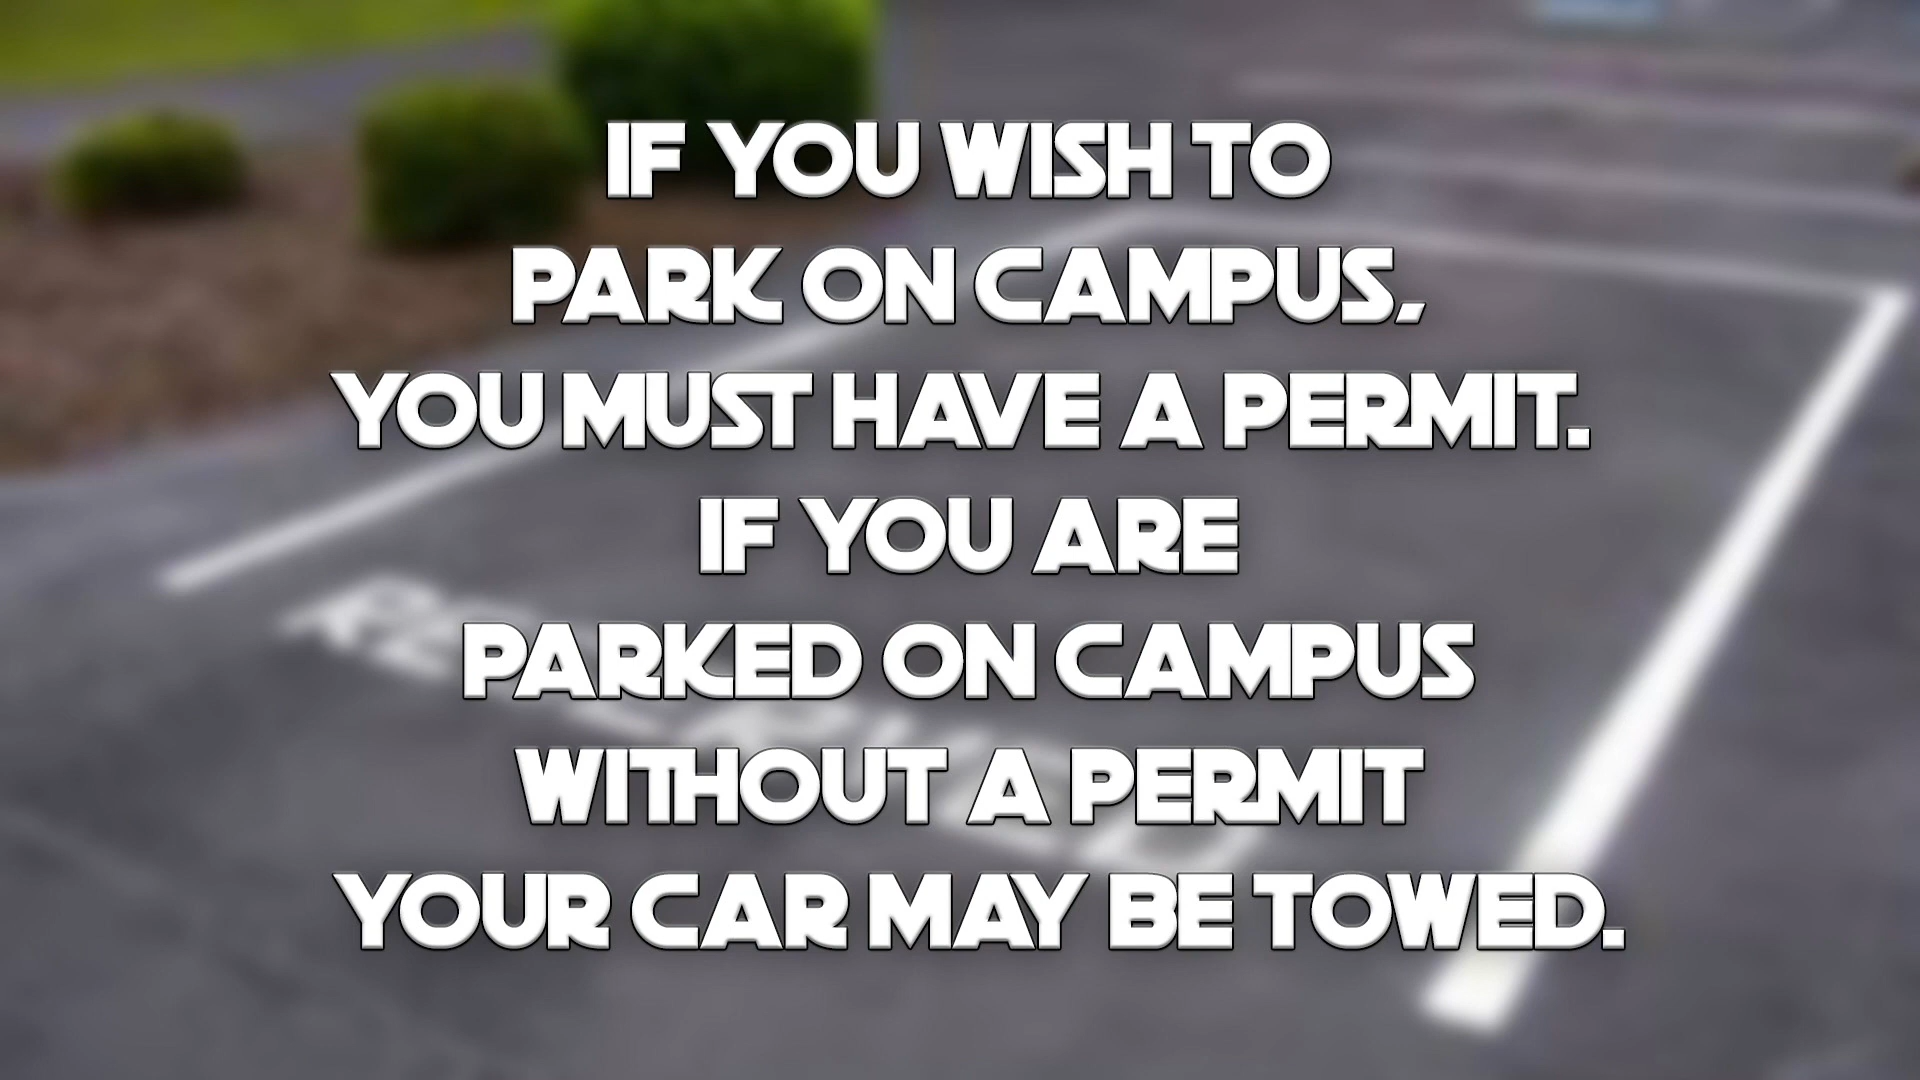 IF YOU WISH TO
PARK ON CAMPUS,
YOU MUST HAVE A PERMIT.
IF YOU ARE
PARKED ON CAMPUS
WITHOUT A PERMIT
YOUR CAR MAY BE TOWED.
RESERVED